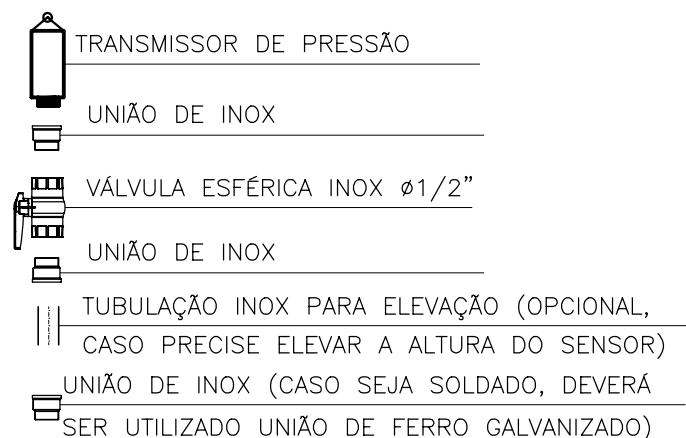 TRANSMISSOR DE PRESSÃO
UNIÃO DE INOX
VÁLVULA ESFÉRICA INOX ø1/2”
UNIÃO DE INOX
TUBULAÇÃO INOX PARA ELEVAÇÃO (OPCIONAL,
CASO PRECISE ELEVAR A ALTURA DO SENSOR)
UNIÃO DE INOX (CASO SEJA SOLDADO, DEVERÁ
SER UTILIZADO UNIÃO DE FERRO GALVANIZADO)